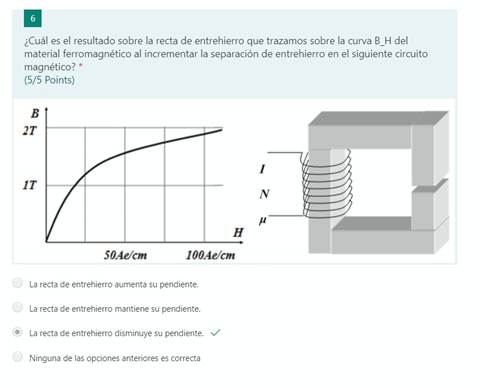 6
¿Cuál es el resultado sobre la recta de entrehierro que trazamos sobre la curva B_H del
material ferromagnético al incrementar la separación de entrehierro en el siguiente circuito
magnético? *
(5/5 Points)
B
2T
1T
H
50Ae/cm 100Ae/cm
I
N
μ
La recta de entrehierro aumenta su pendiente.
La recta de entrehierro mantiene su pendiente.
La recta de entrehierro disminuye su pendiente.
Ninguna de las opciones anteriores es correcta